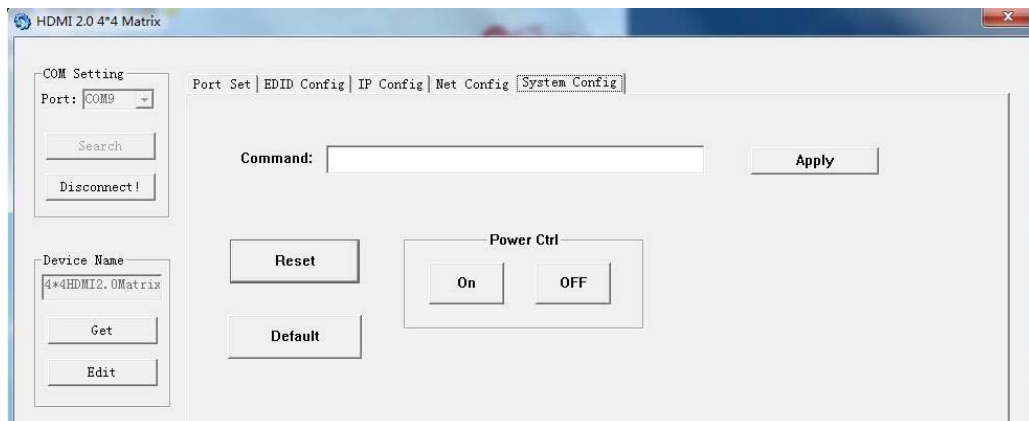 HDMI 2.0 4*4 Matrix
COM Setting
Port: COM9
Search
Disconnect!
Device Name
4*4HDMI2.0Matrix
Get
Edit
Port Set EDID Config IP Config Net Config System Config
Command:
Apply
Reset
Default
Power Ctrl
On OFF